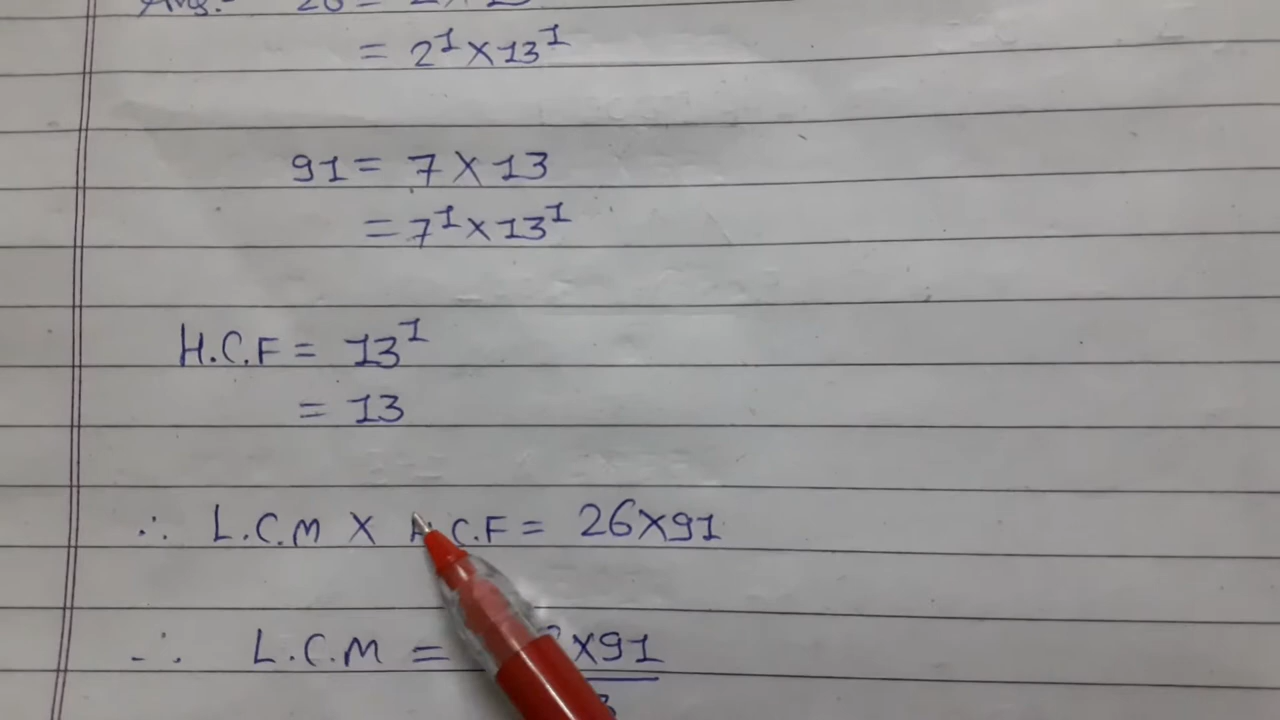 = 2¹ × 13¹
91 = 7 × 13
= 7¹ × 13¹
H.C.F = 13¹
= 13
∴ L.C.M × H.C.F = 26 × 91
∴ L.C.M = × 91